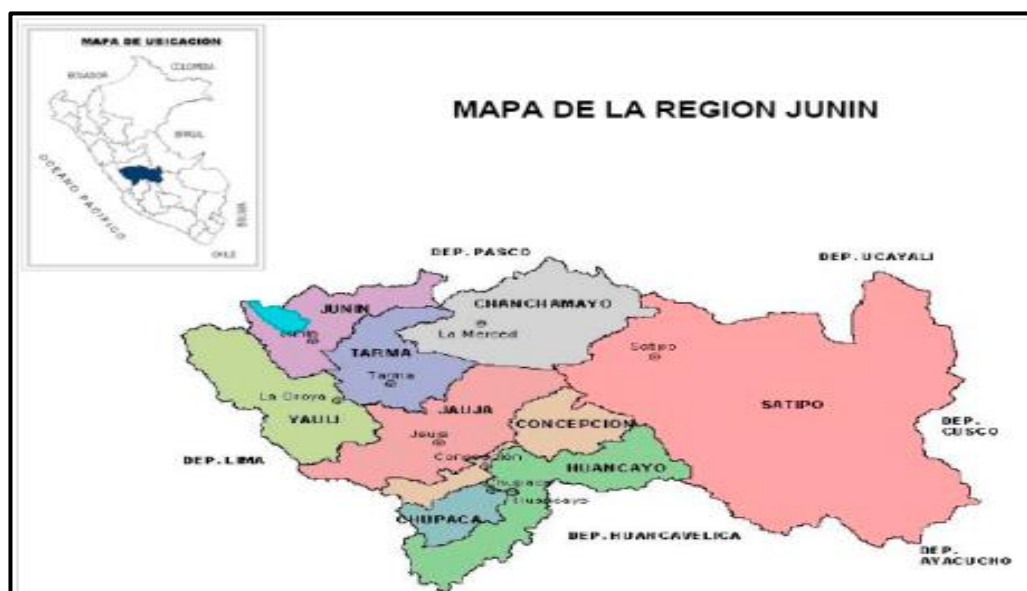 MAPA DE UBICACION
COLOMBIA
ECUADOR
BRASIL
OCEANO PACIFICO
BOLIVIA
CHILE
MAPA DE LA REGION JUNIN
DEP. PASCO
DEP. UCAYALI
JUNIN
CHANCHAMAYO
La Merced
TARMA
Tarma
Satipo
La Oroya
YAULI
JAUJA
Jauja
CONCEPCION
SATIPO
DEP. CUSCO
DEP. LIMA
Concepcion
HUANCAYO
Chupaca
Huancayo
CHUPACA
DEP. HUANCAVELICA
DEP. AYACUCHO